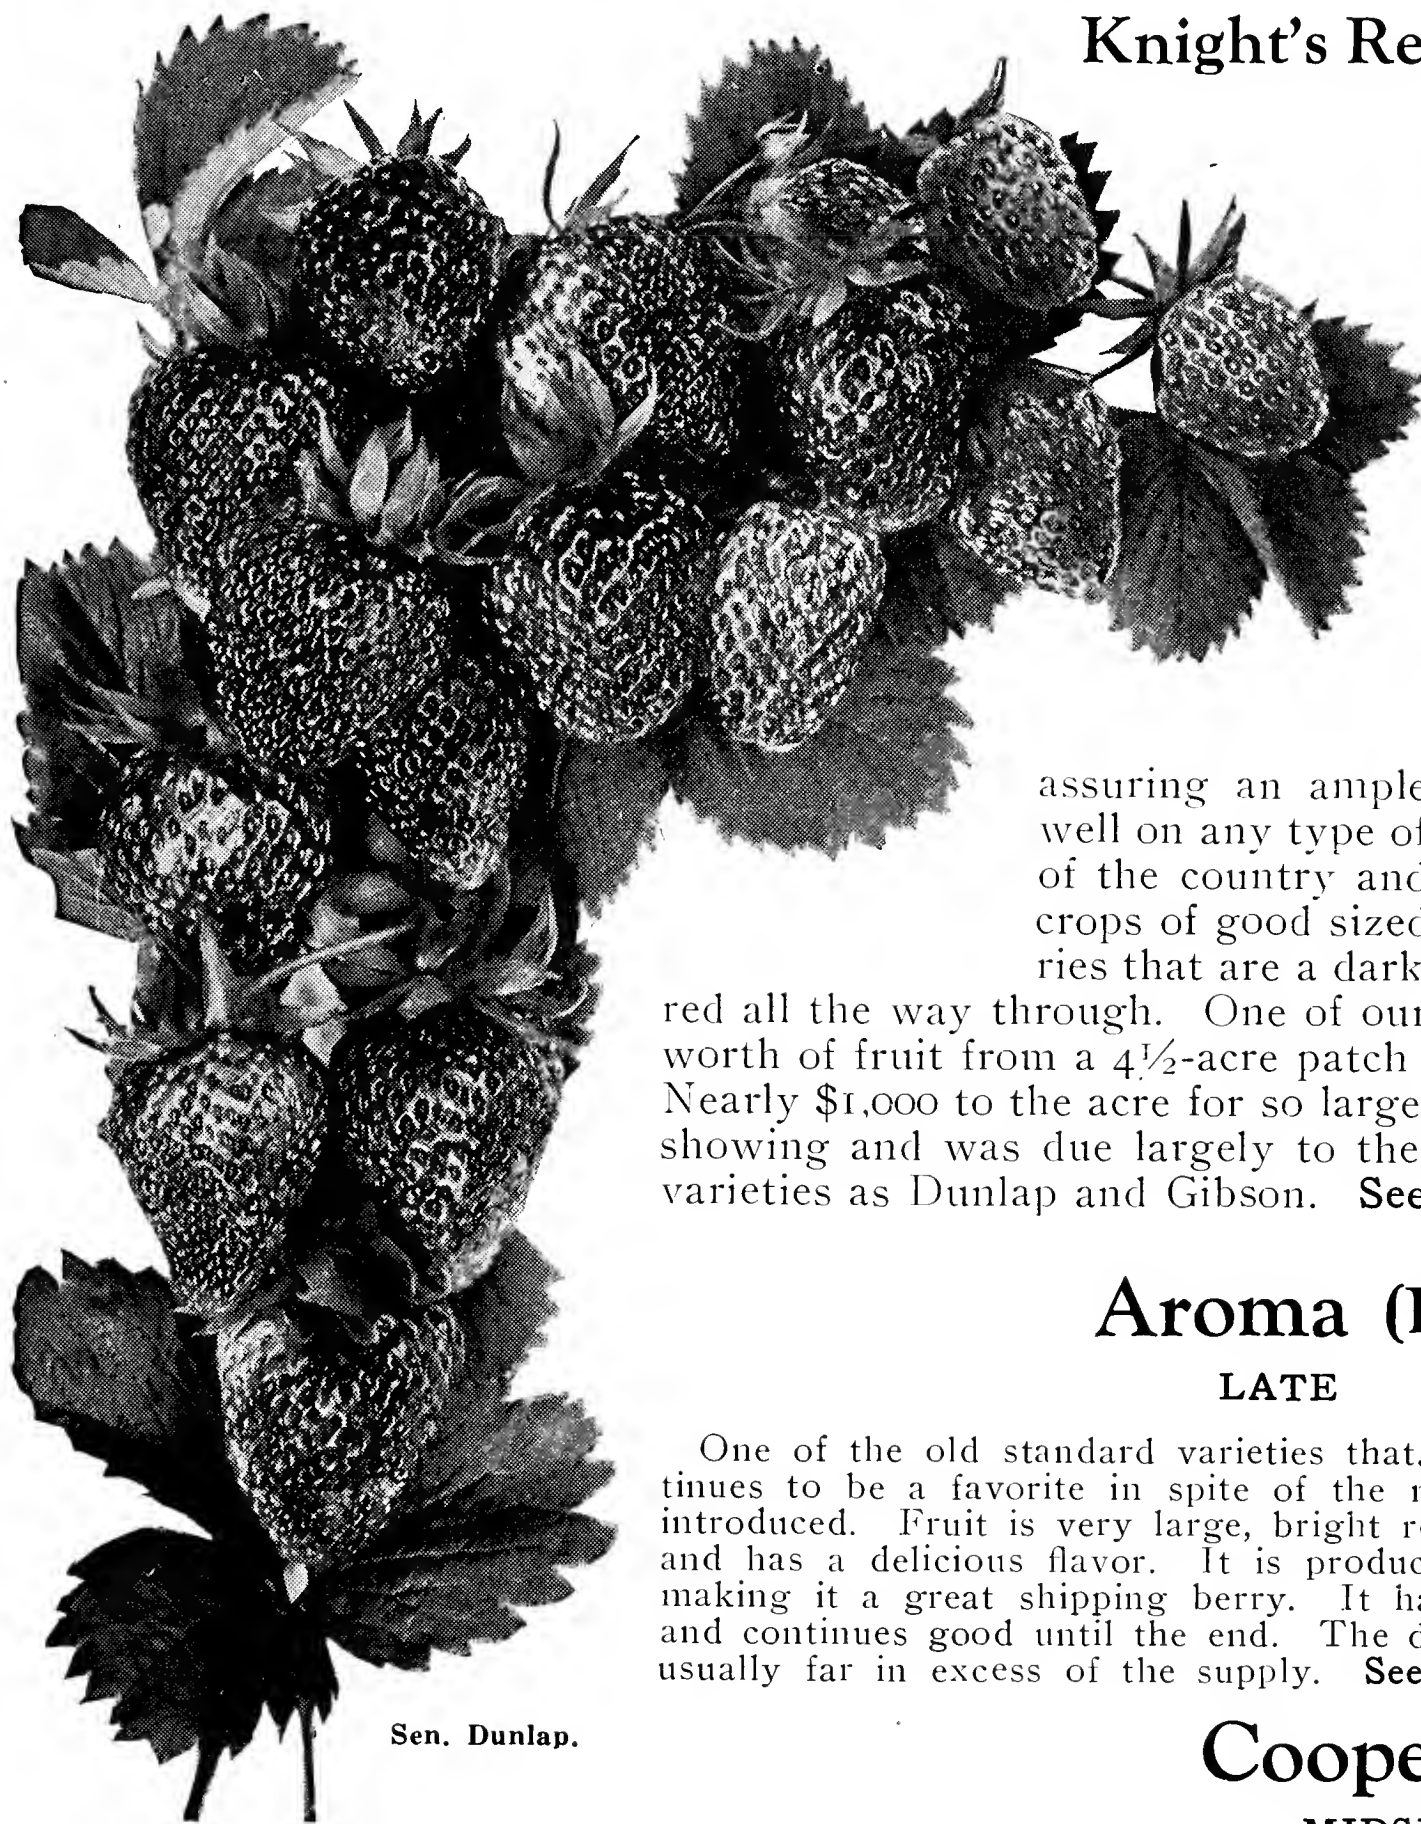 Knight's Re
assuring an ample
well on any type of
of the country and
crops of good sized
ries that are a dark
red all the way through. One of our
worth of fruit from a 4½-acre patch
Nearly $1,000 to the acre for so large
showing and was due largely to the
varieties as Dunlap and Gibson. See
Aroma (
LATE
One of the old standard varieties that
tinues to be a favorite in spite of the
introduced. Fruit is very large, bright
and has a delicious flavor. It is produc
making it a great shipping berry. It ha
and continues good until the end. The
usually far in excess of the supply. See
Sen. Dunlap.
Coope